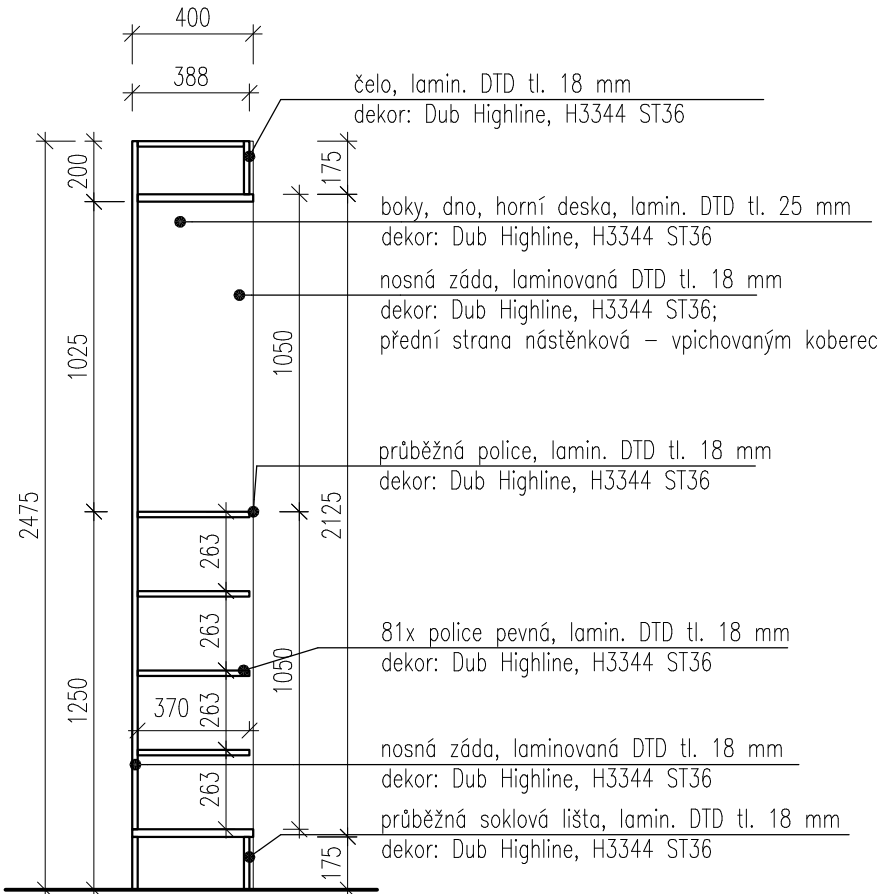 400
388
čelo, lamin. DTD tl. 18 mm
dekor: Dub Highline, H3344 ST36
200
175
boky, dno, horní deska, lamin. DTD tl. 25 mm
dekor: Dub Highline, H3344 ST36
nosná záda, laminovaná DTD tl. 18 mm
dekor: Dub Highline, H3344 ST36;
přední strana nástěnková – vpichovaným koberec
1025
1050
průběžná police, lamin. DTD tl. 18 mm
dekor: Dub Highline, H3344 ST36
2475
2125
263
263
81x police pevná, lamin. DTD tl. 18 mm
dekor: Dub Highline, H3344 ST36
1050
1250
370
263
nosná záda, laminovaná DTD tl. 18 mm
dekor: Dub Highline, H3344 ST36
263
průběžná soklová lišta, lamin. DTD tl. 18 mm
dekor: Dub Highline, H3344 ST36
175